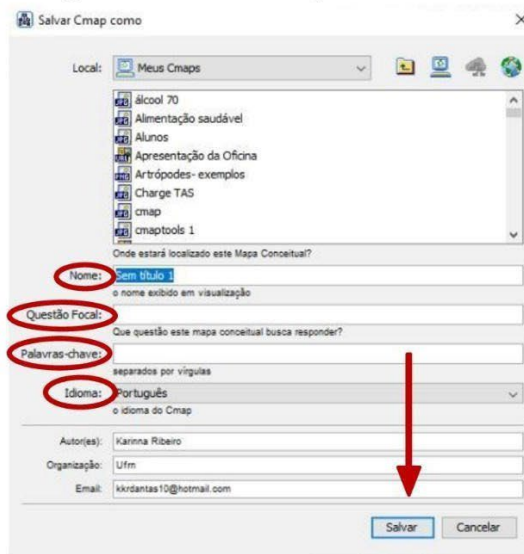 Salvar Cmap como
Local: Meus Cmaps
álcool 70
Alimentação saudável
Alunos
Apresentação da Oficina
Artrópodes- exemplos
Charge TAS
cmap
cmaptools 1
Onde estará localizado este Mapa Conceitual?
Nome: Sem título 1
o nome exibido em visualização
Questão Focal:
Que questão este mapa conceitual busca responder?
Palavras-chave:
separados por vírgulas
Idioma: Português
o idioma do Cmap
Autor(es): Karinna Ribeiro
Organização: Ufrn
Email: kkrdantas10@hotmail.com
Salvar Cancelar